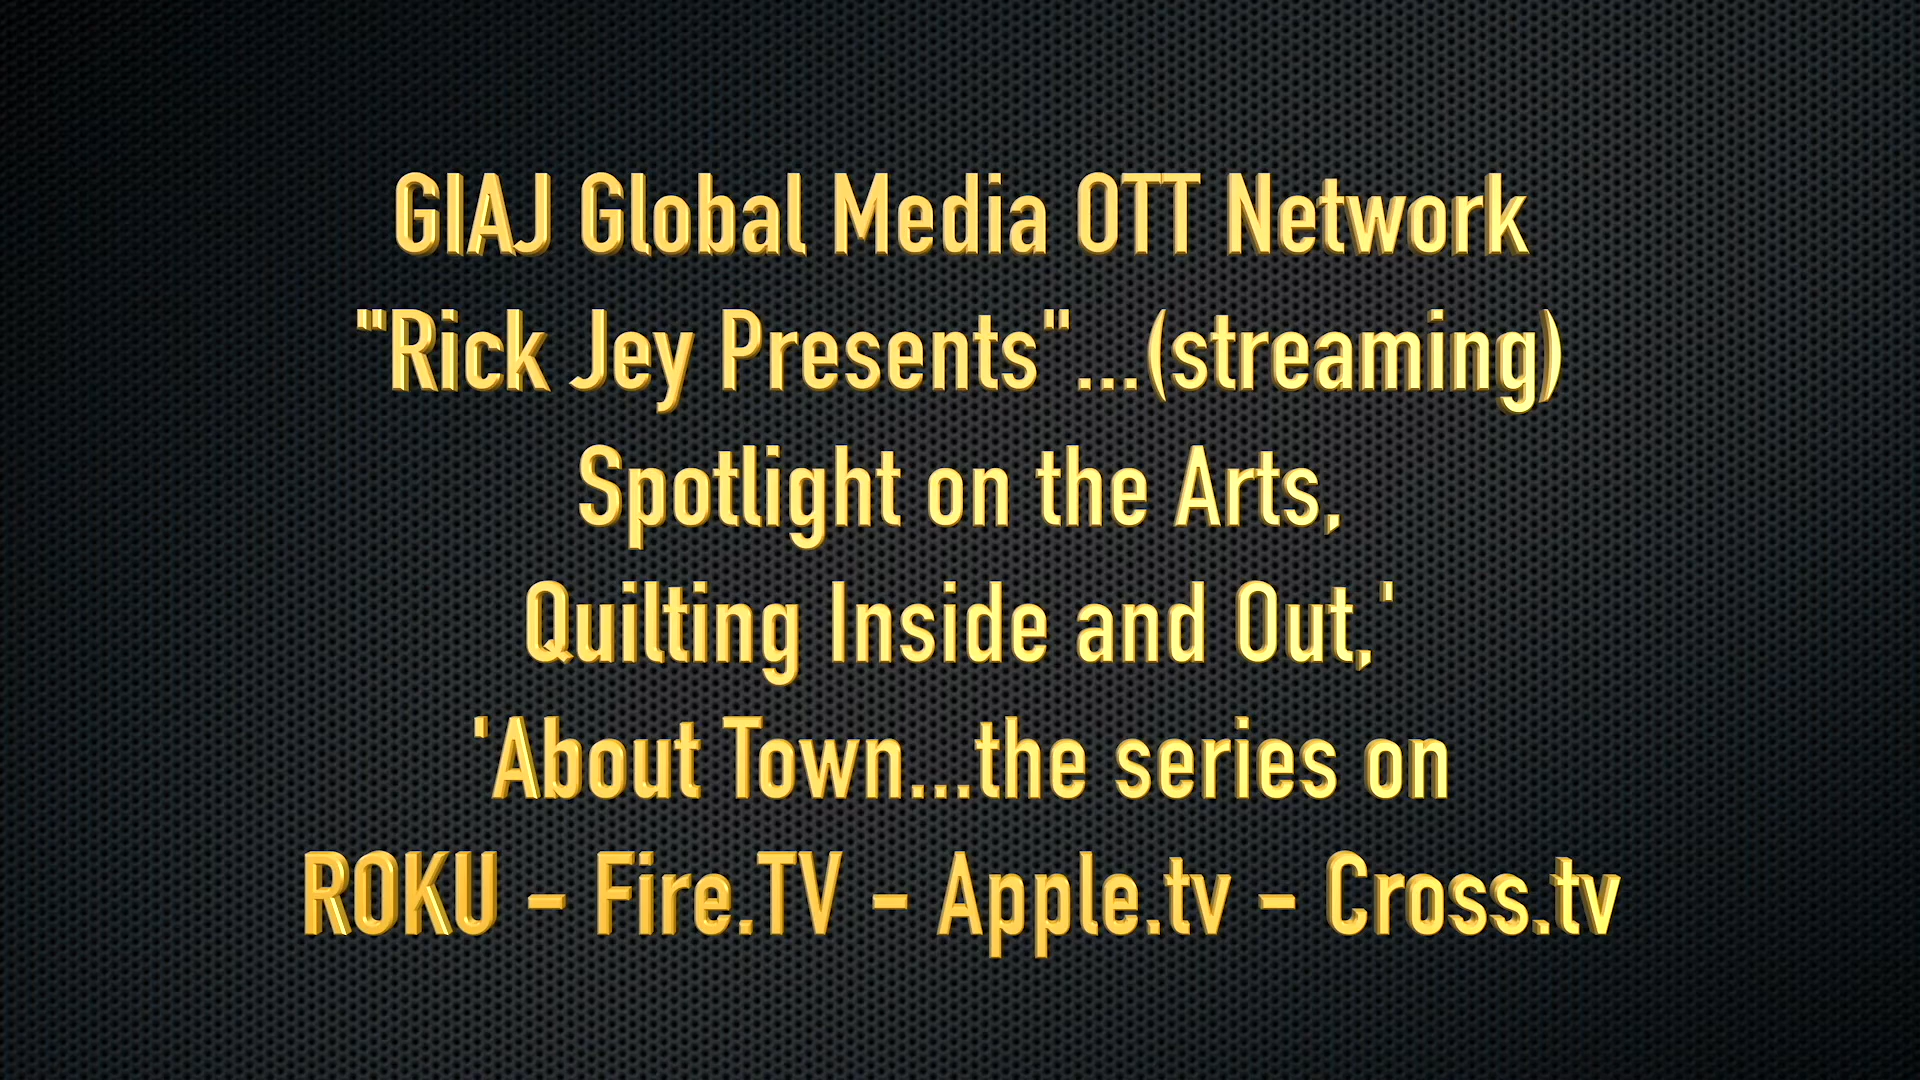 GIAJ Global Media OTT Network
"Rick Jey Presents"...(streaming)
Spotlight on the Arts,
Quilting Inside and Out,'
'About Town...the series on
ROKU - Fire.TV - Apple.tv - Cross.tv